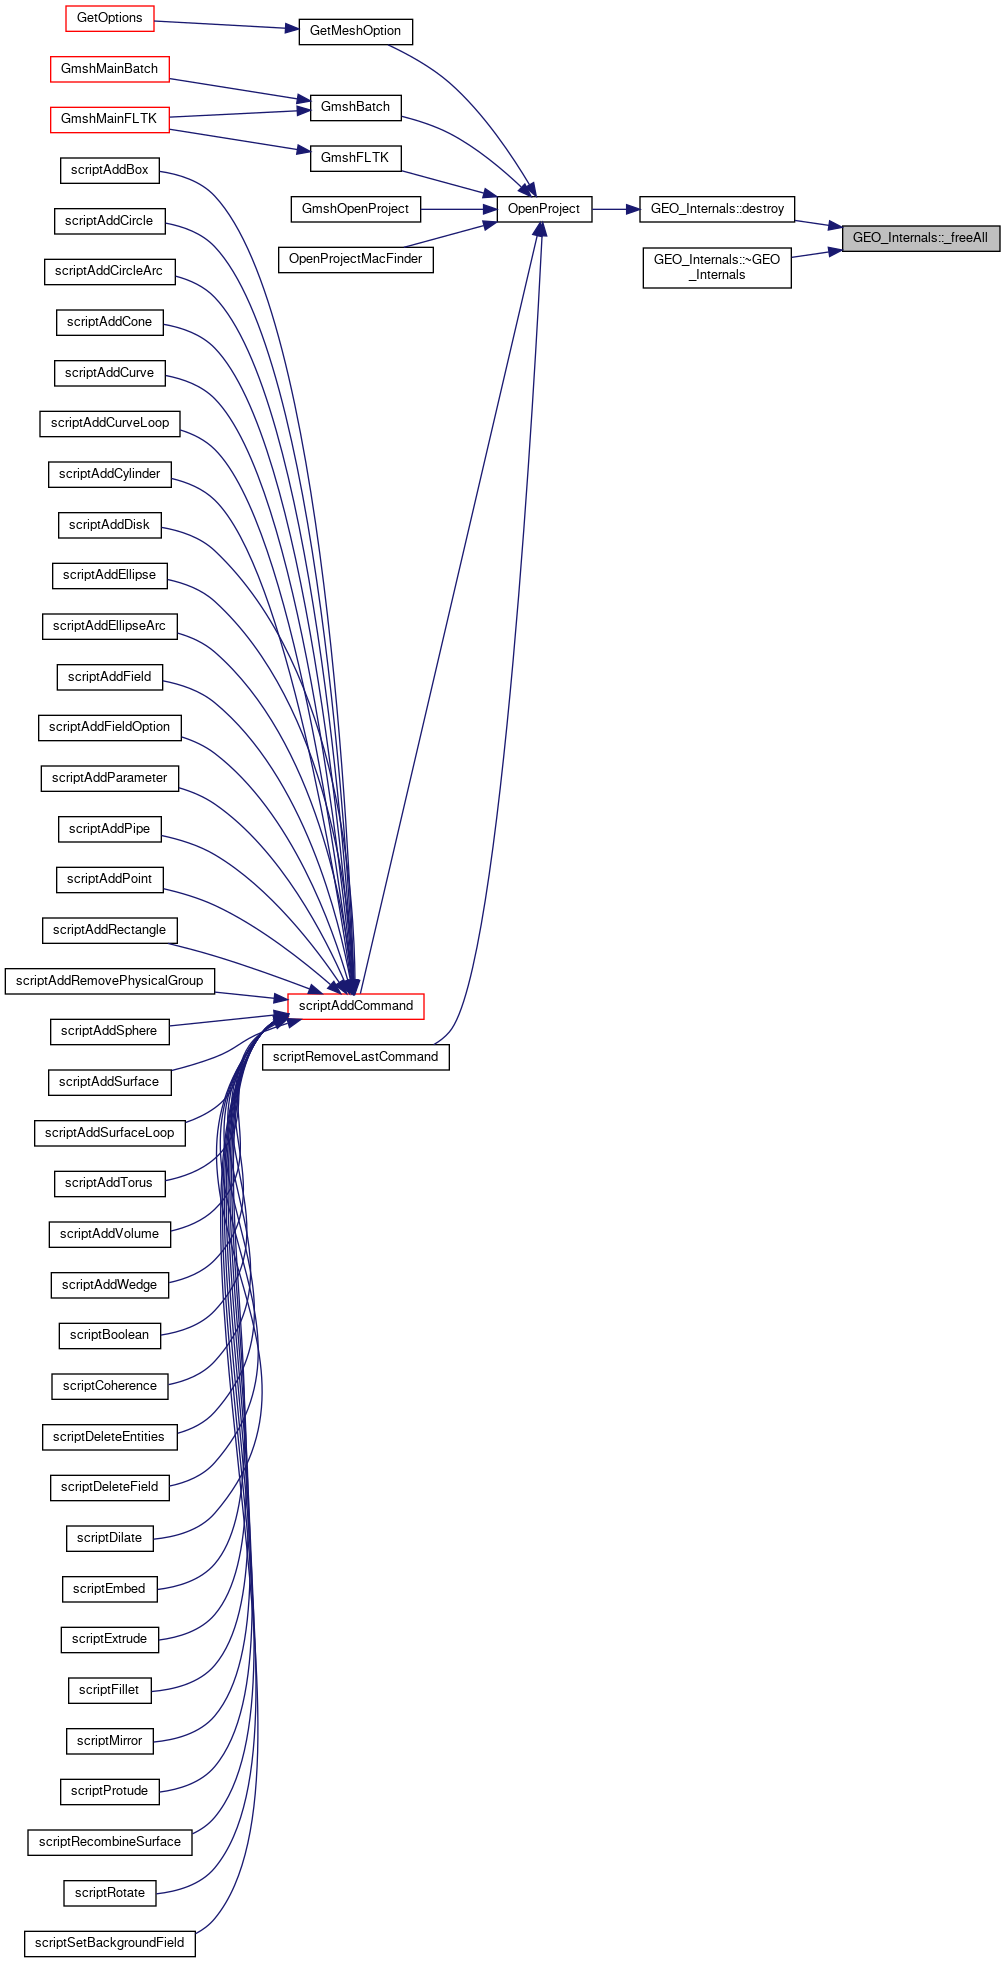 GetOptions
GetMeshOption
GmshMainBatch
GmshBatch
GmshMainFLTK
GmshFLTK
scriptAddBox
GmshOpenProject
OpenProject
GEO_Internals::destroy
GEO_Internals::_freeAll
scriptAddCircle
OpenProjectMacFinder
GEO_Internals::~GEO
_Internals
scriptAddCircleArc
scriptAddCone
scriptAddCurve
scriptAddCurveLoop
scriptAddCylinder
scriptAddDisk
scriptAddEllipse
scriptAddEllipseArc
scriptAddField
scriptAddFieldOption
scriptAddParameter
scriptAddPipe
scriptAddPoint
scriptAddRectangle
scriptAddRemovePhysicalGroup
scriptAddCommand
scriptAddSphere
scriptRemoveLastCommand
scriptAddSurface
scriptAddSurfaceLoop
scriptAddTorus
scriptAddVolume
scriptAddWedge
scriptBoolean
scriptCoherence
scriptDeleteEntities
scriptDeleteField
scriptDilate
scriptEmbed
scriptExtrude
scriptFillet
scriptMirror
scriptProtude
scriptRecombineSurface
scriptRotate
scriptSetBackgroundField